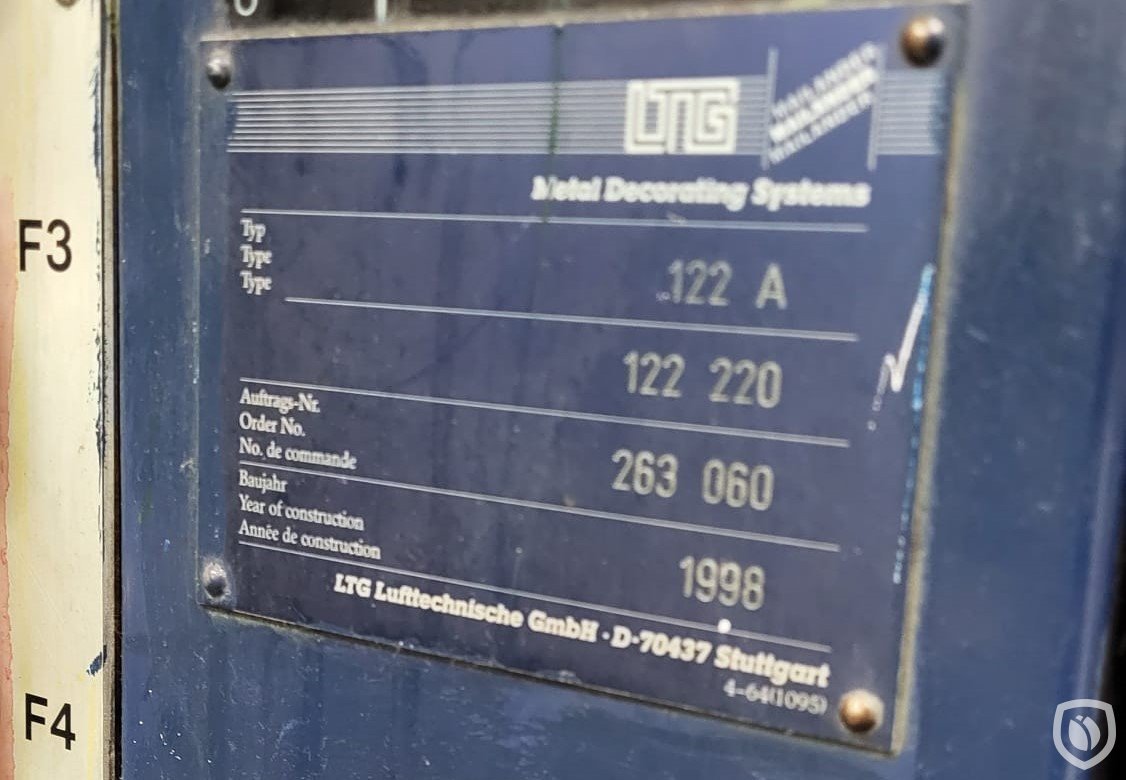 LTG
MAILÄNDER
Metal Decorating Systems
Typ
Type
Type
122 A
122 220
Auftrags-Nr.
Order No.
No. de commande
263 060
Baujahr
Year of construction
Année de construction
1998
LTG Lufttechnische GmbH · D-70437 Stuttgart
4-64(1095)
F3
F4